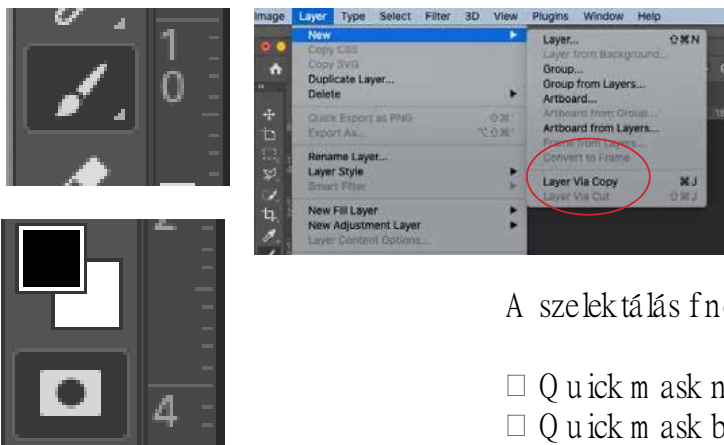 1
0
Image Layer Type Select Filter 3D View Plugins Window Help
New
Copy CSS
Copy SVG
Duplicate Layer...
Delete
Quick Export as PNG ⇧⌘'
Export As... ⌥⇧⌘'
Rename Layer...
Layer Style
Smart Filter
New Fill Layer
New Adjustment Layer
Layer Content Options...
Layer... ⇧⌘N
Layer from Background...
Group...
Group from Layers...
Artboard...
Artboard from Group...
Artboard from Layers...
Frame from Layers...
Convert to Frame
Layer Via Copy ⌘J
Layer Via Cut ⇧⌘J
4
A szelektálás
Quick mask
Quick mask